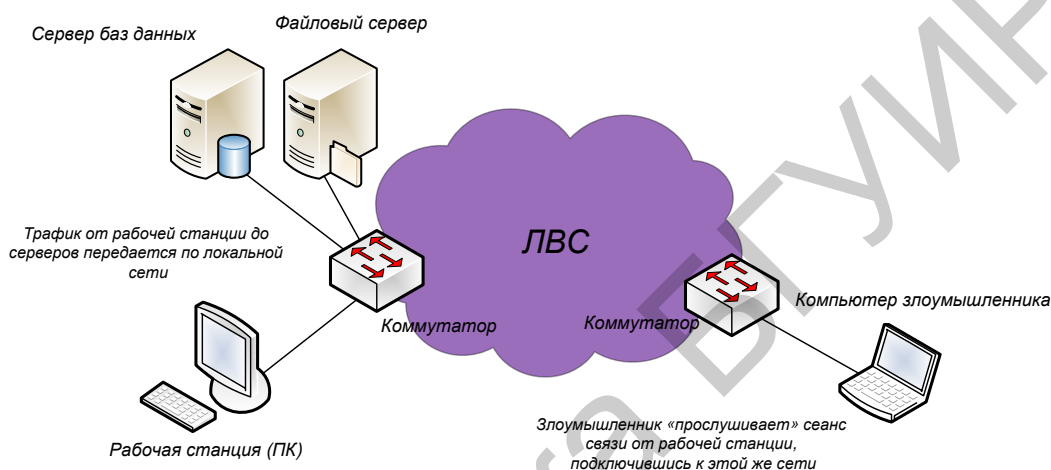 Сервер баз данных
Файловый сервер
Трафик от рабочей станции до
серверов передается по локальной
сети
ЛВС
Коммутатор
Коммутатор
Компьютер злоумышленника
Рабочая станция (ПК)
Злоумышленник «прослушивает» сеанс
связи от рабочей станции,
подключившись к этой же сети